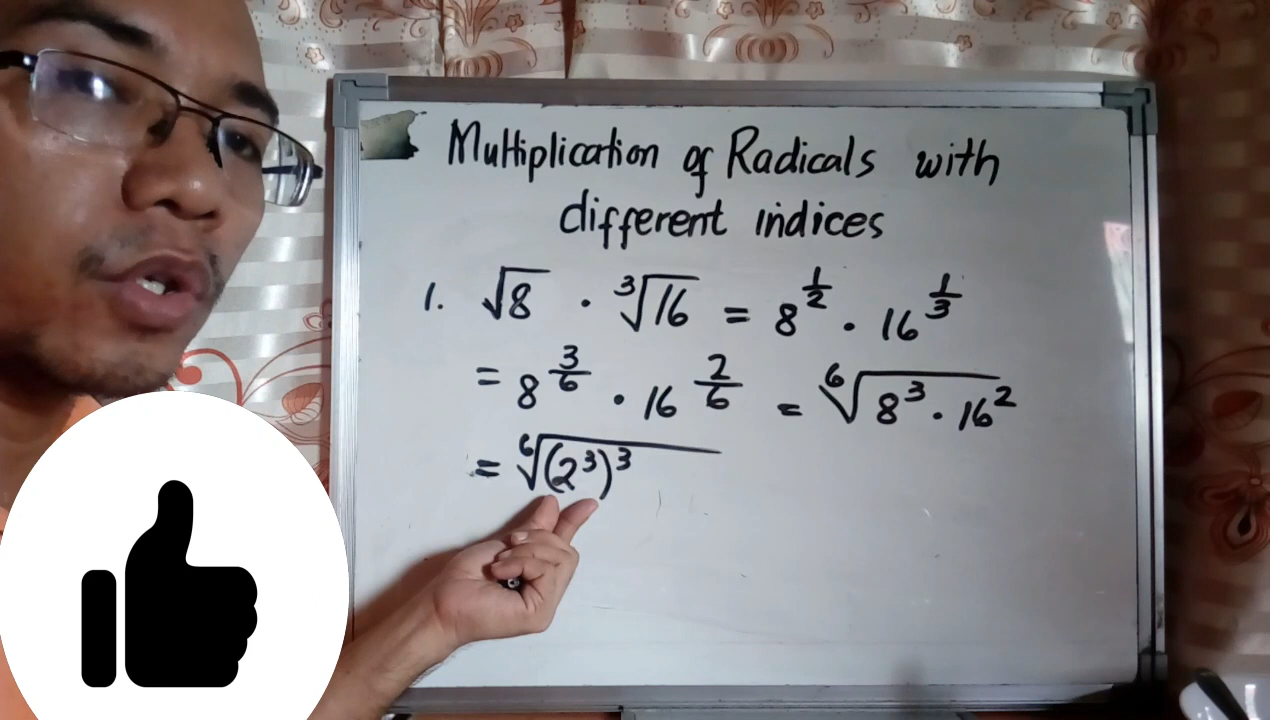 Multiplication of Radicals with
different indices
1. √8 · ³√16 = 8^(1/2) · 16^(1/3)
= 8^(3/6) · 16^(2/6) = ⁶√(8³ · 16²)
= ⁶√((2³)³)